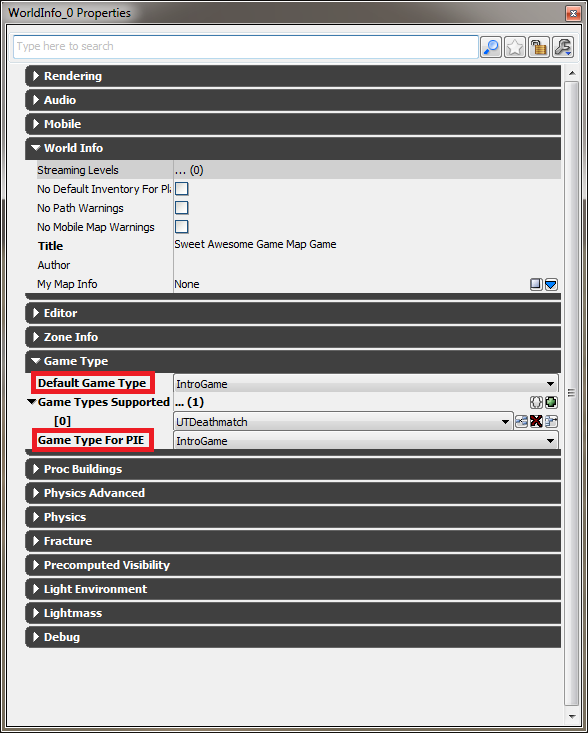 WorldInfo_0 Properties
Type here to search
Rendering
Audio
Mobile
World Info
Streaming Levels ... (0)
No Default Inventory For Pl
No Path Warnings
No Mobile Map Warnings
Title Sweet Awesome Game Map Game
Author
My Map Info None
Editor
Zone Info
Game Type
Default Game Type IntroGame
Game Types Supported ... (1)
[0] UTDeathmatch
Game Type For PIE IntroGame
Proc Buildings
Physics Advanced
Physics
Fracture
Precomputed Visibility
Light Environment
Lightmass
Debug